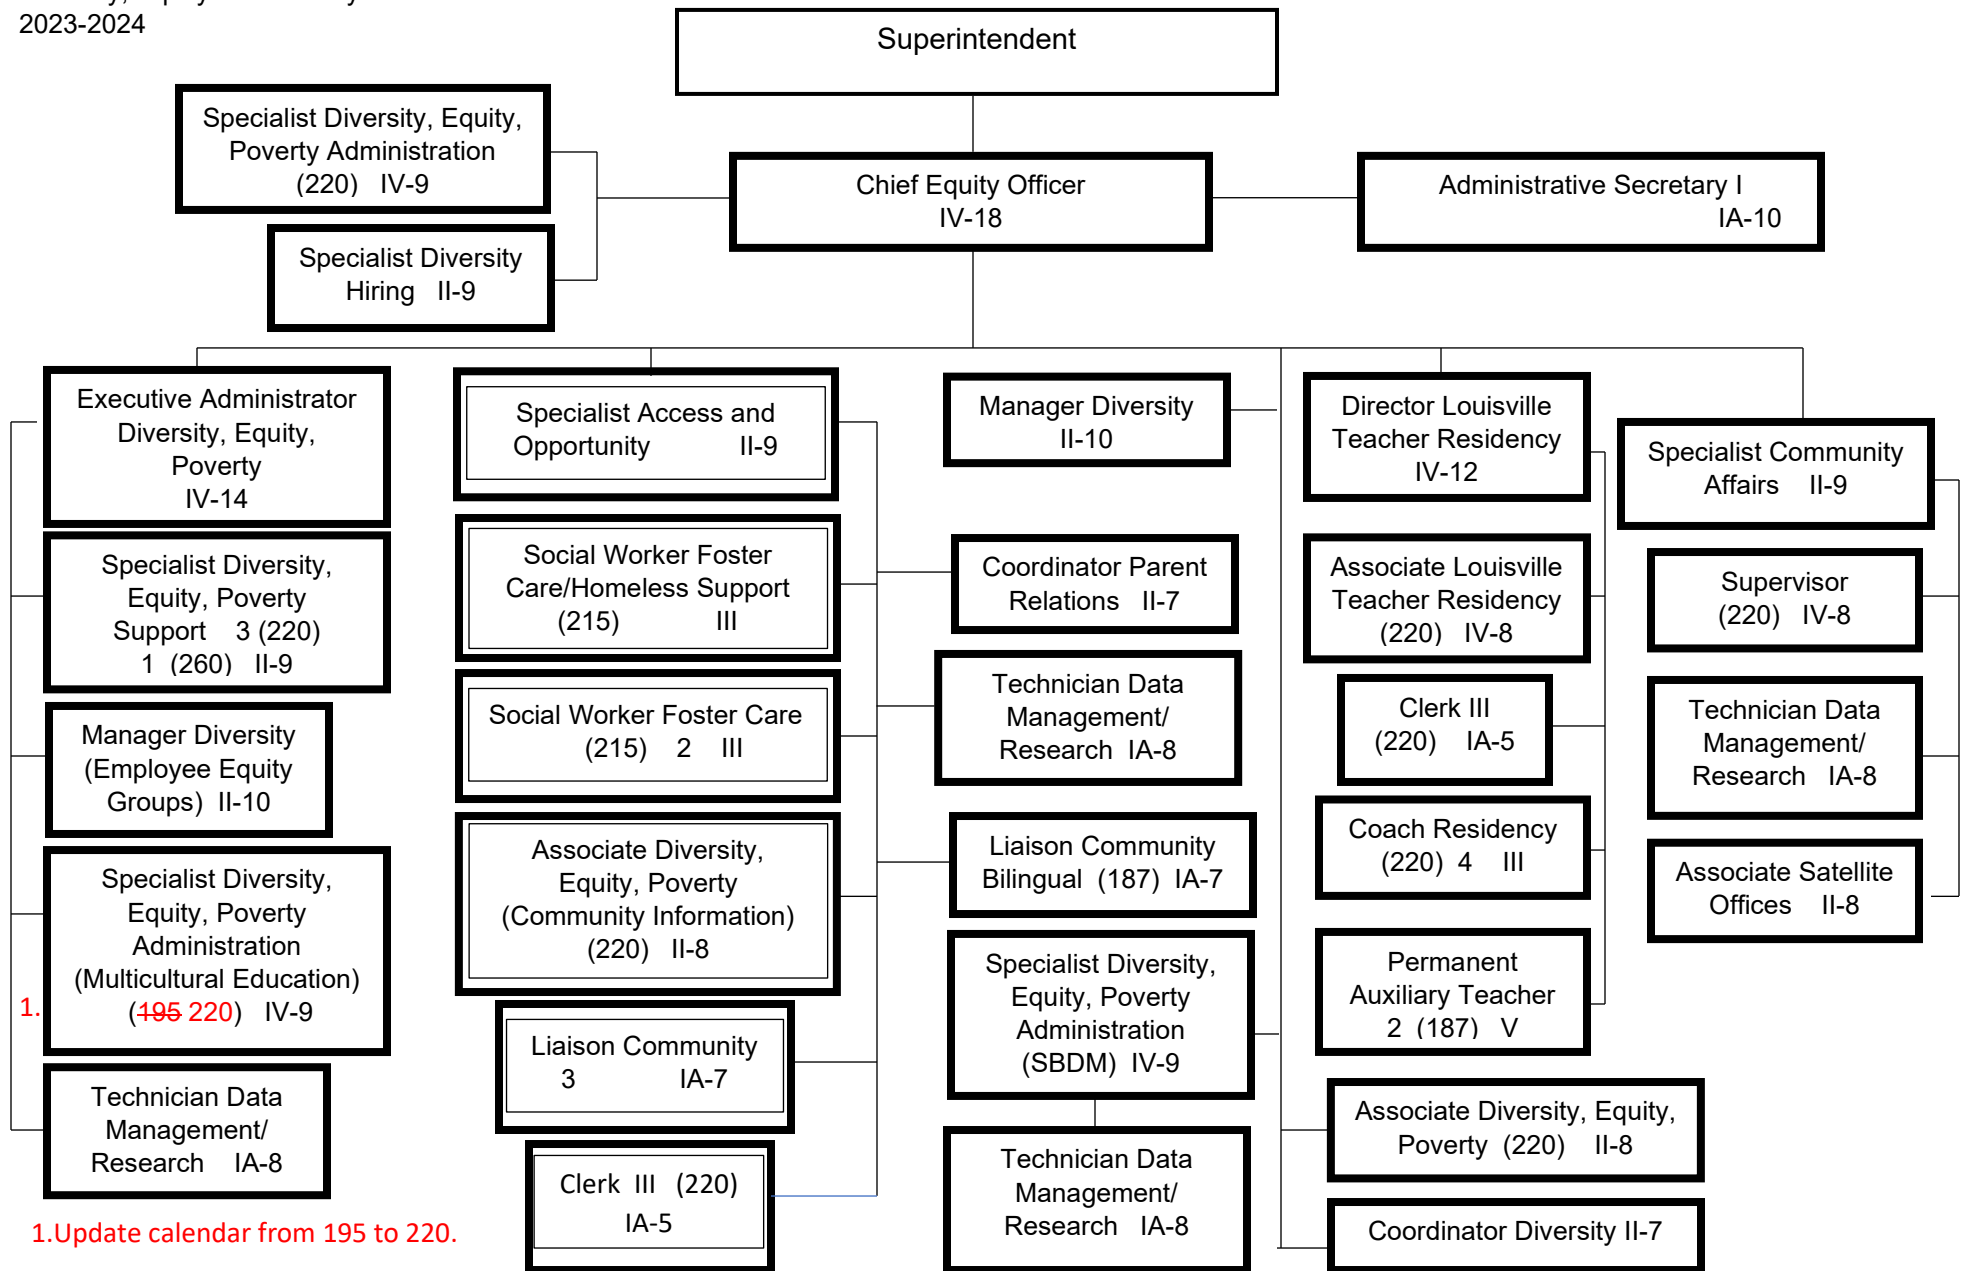 2023-2024
Superintendent
Specialist Diversity, Equity,
Poverty Administration
(220) IV-9
Chief Equity Officer
IV-18
Administrative Secretary I
IA-10
Specialist Diversity
Hiring II-9
Executive Administrator
Diversity, Equity,
Poverty
IV-14
Specialist Diversity,
Equity, Poverty
Support 3 (220)
1 (260) II-9
Manager Diversity
(Employee Equity
Groups) II-10
Specialist Diversity,
Equity, Poverty
Administration
(Multicultural Education)
1. (195 220) IV-9
Technician Data
Management/
Research IA-8
1.Update calendar from 195 to 220.
Specialist Access and
Opportunity II-9
Social Worker Foster
Care/Homeless Support
(215) III
Social Worker Foster Care
(215) 2 III
Associate Diversity,
Equity, Poverty
(Community Information)
(220) II-8
Liaison Community
3 IA-7
Clerk III (220)
IA-5
Manager Diversity
II-10
Coordinator Parent
Relations II-7
Technician Data
Management/
Research IA-8
Liaison Community
Bilingual (187) IA-7
Specialist Diversity,
Equity, Poverty
Administration
(SBDM) IV-9
Technician Data
Management/
Research IA-8
Director Louisville
Teacher Residency
IV-12
Associate Louisville
Teacher Residency
(220) IV-8
Clerk III
(220) IA-5
Coach Residency
(220) 4 III
Permanent
Auxiliary Teacher
2 (187) V
Associate Diversity, Equity,
Poverty (220) II-8
Coordinator Diversity II-7
Specialist Community
Affairs II-9
Supervisor
(220) IV-8
Technician Data
Management/
Research IA-8
Associate Satellite
Offices II-8